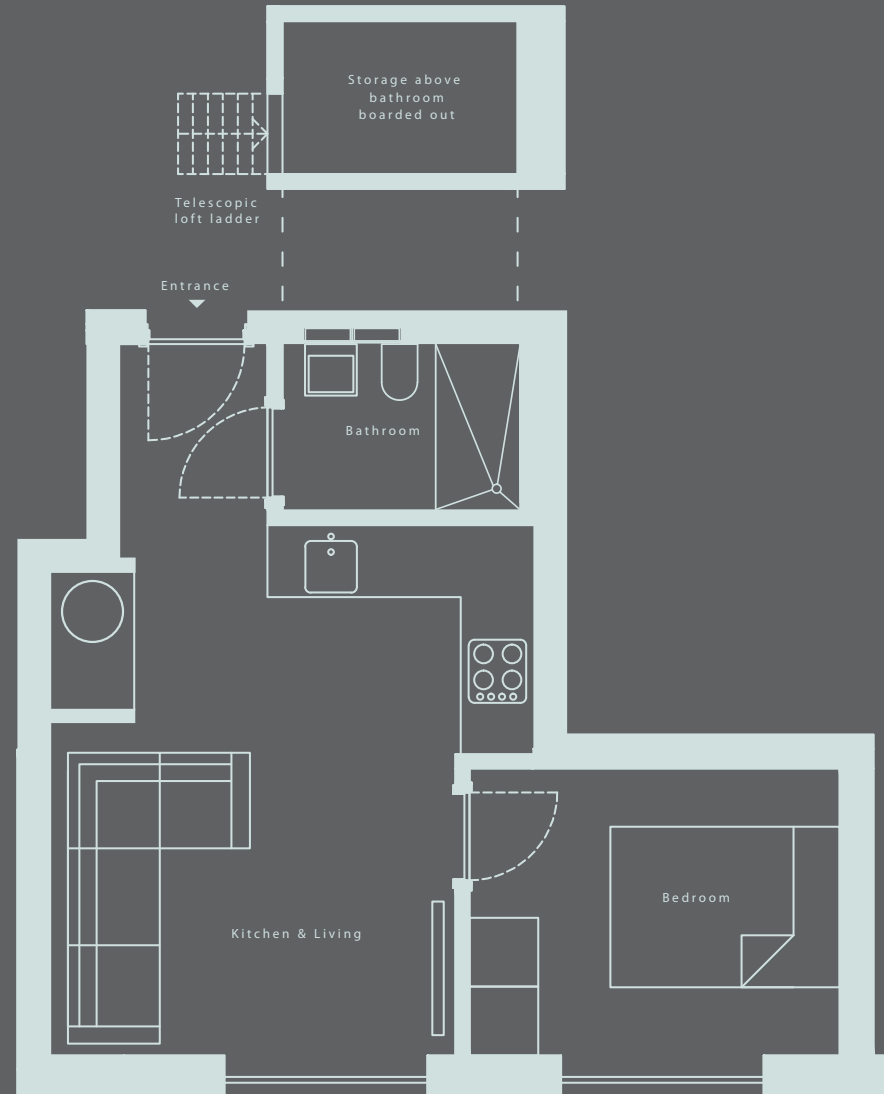 Storage above
bathroom
boarded out
Telescopic
loft ladder
Entrance
Bathroom
Bedroom
Kitchen & Living